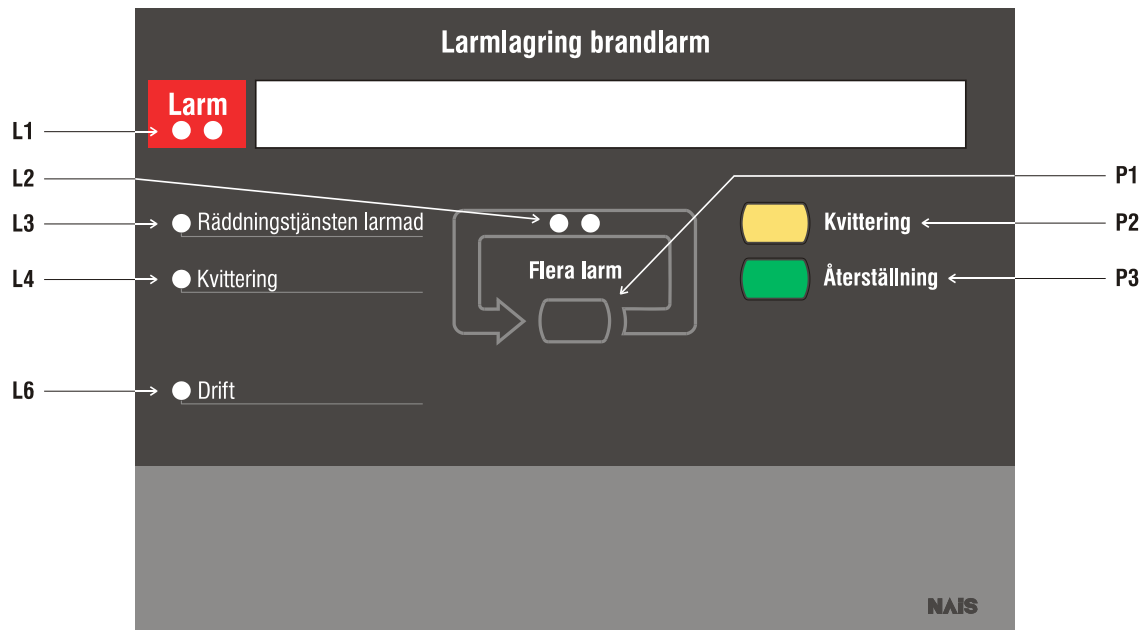 Larmlagring brandlarm
Larm
L1
L2
P1
L3
Räddningstjänsten larmad
Kvittering
P2
L4
Kvittering
Flera larm
Återställning
P3
L6
Drift
NAiS